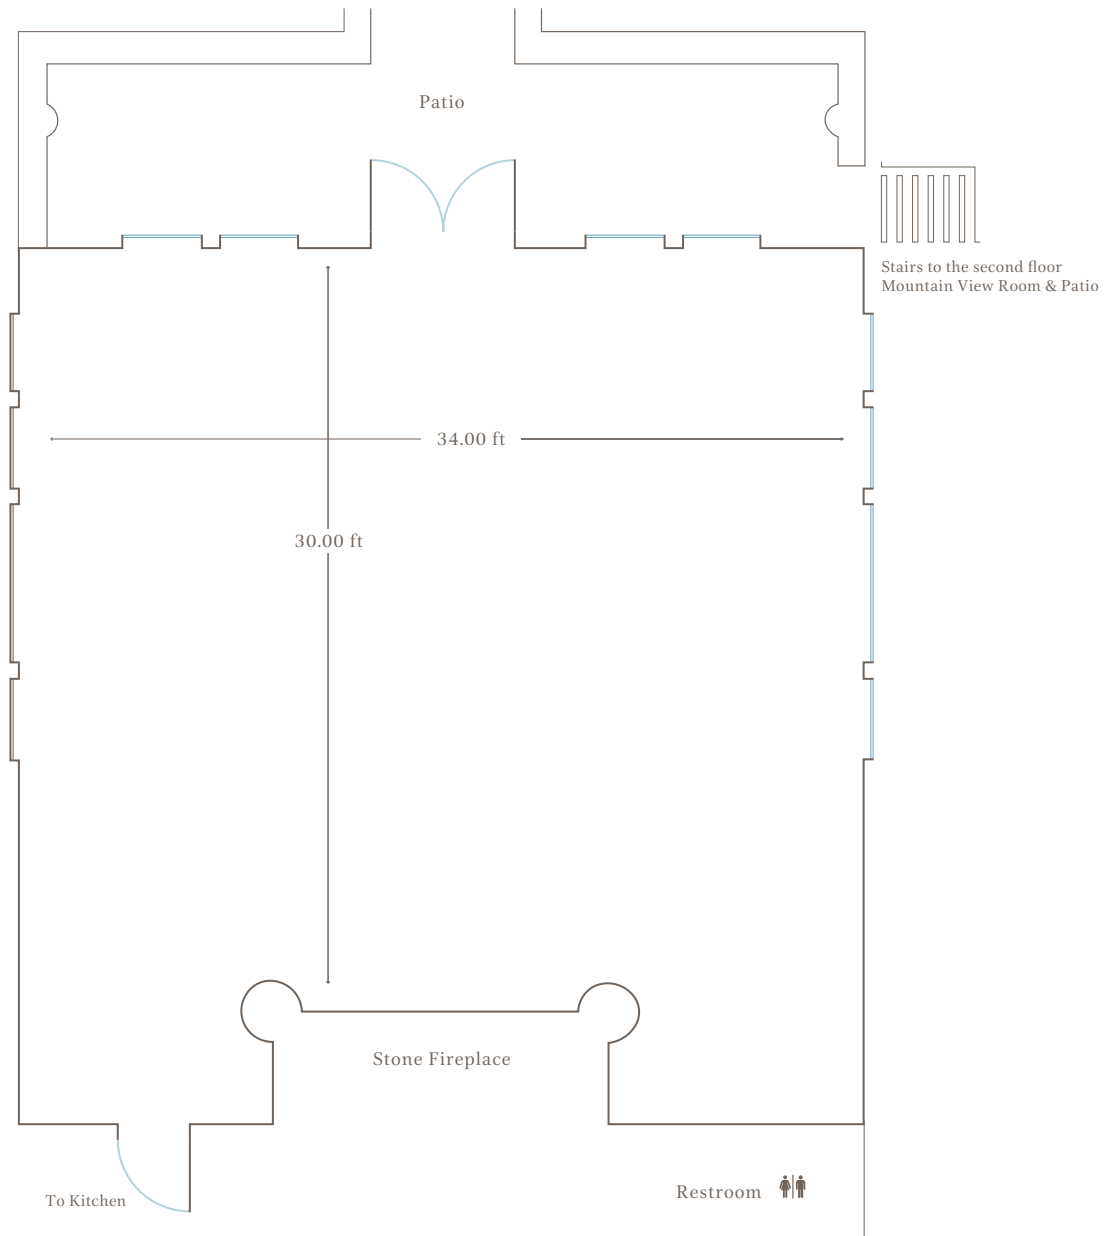 Patio
Stairs to the second floor
Mountain View Room & Patio
34.00 ft
30.00 ft
Stone Fireplace
To Kitchen
Restroom